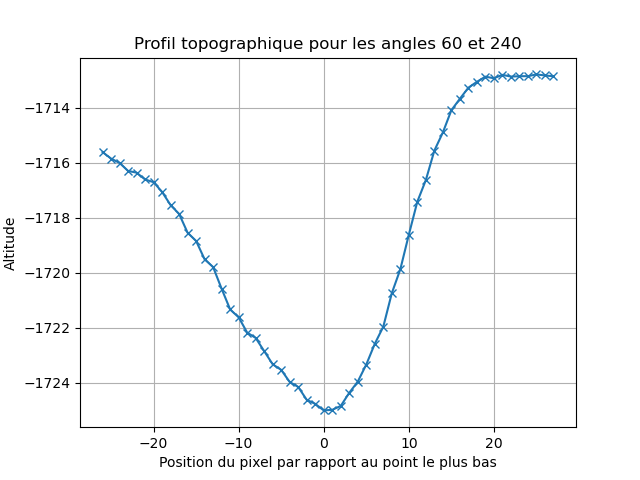 Profil topographique pour les angles 60 et 240
Altitude
−1714
−1716
−1718
−1720
−1722
−1724
−20 −10 0 10 20
Position du pixel par rapport au point le plus bas